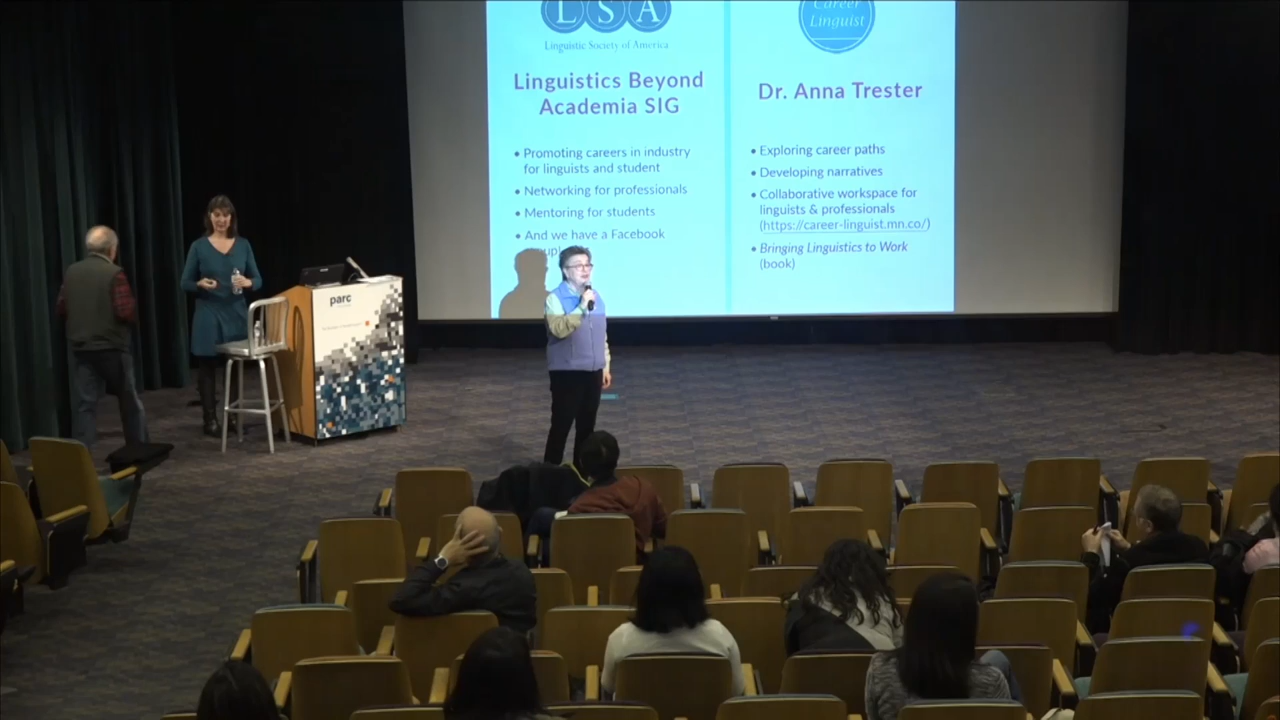 LSA
Linguistic Society of America
Linguistics Beyond
Academia SIG
• Promoting careers in industry
for linguists and student
• Networking for professionals
• Mentoring for students
• And we have a Facebook
Career
Linguist
Dr. Anna Trester
• Exploring career paths
• Developing narratives
• Collaborative workspace for
linguists & professionals
(https://career-linguist.mn.co/)
• Bringing Linguistics to Work
(book)
parc